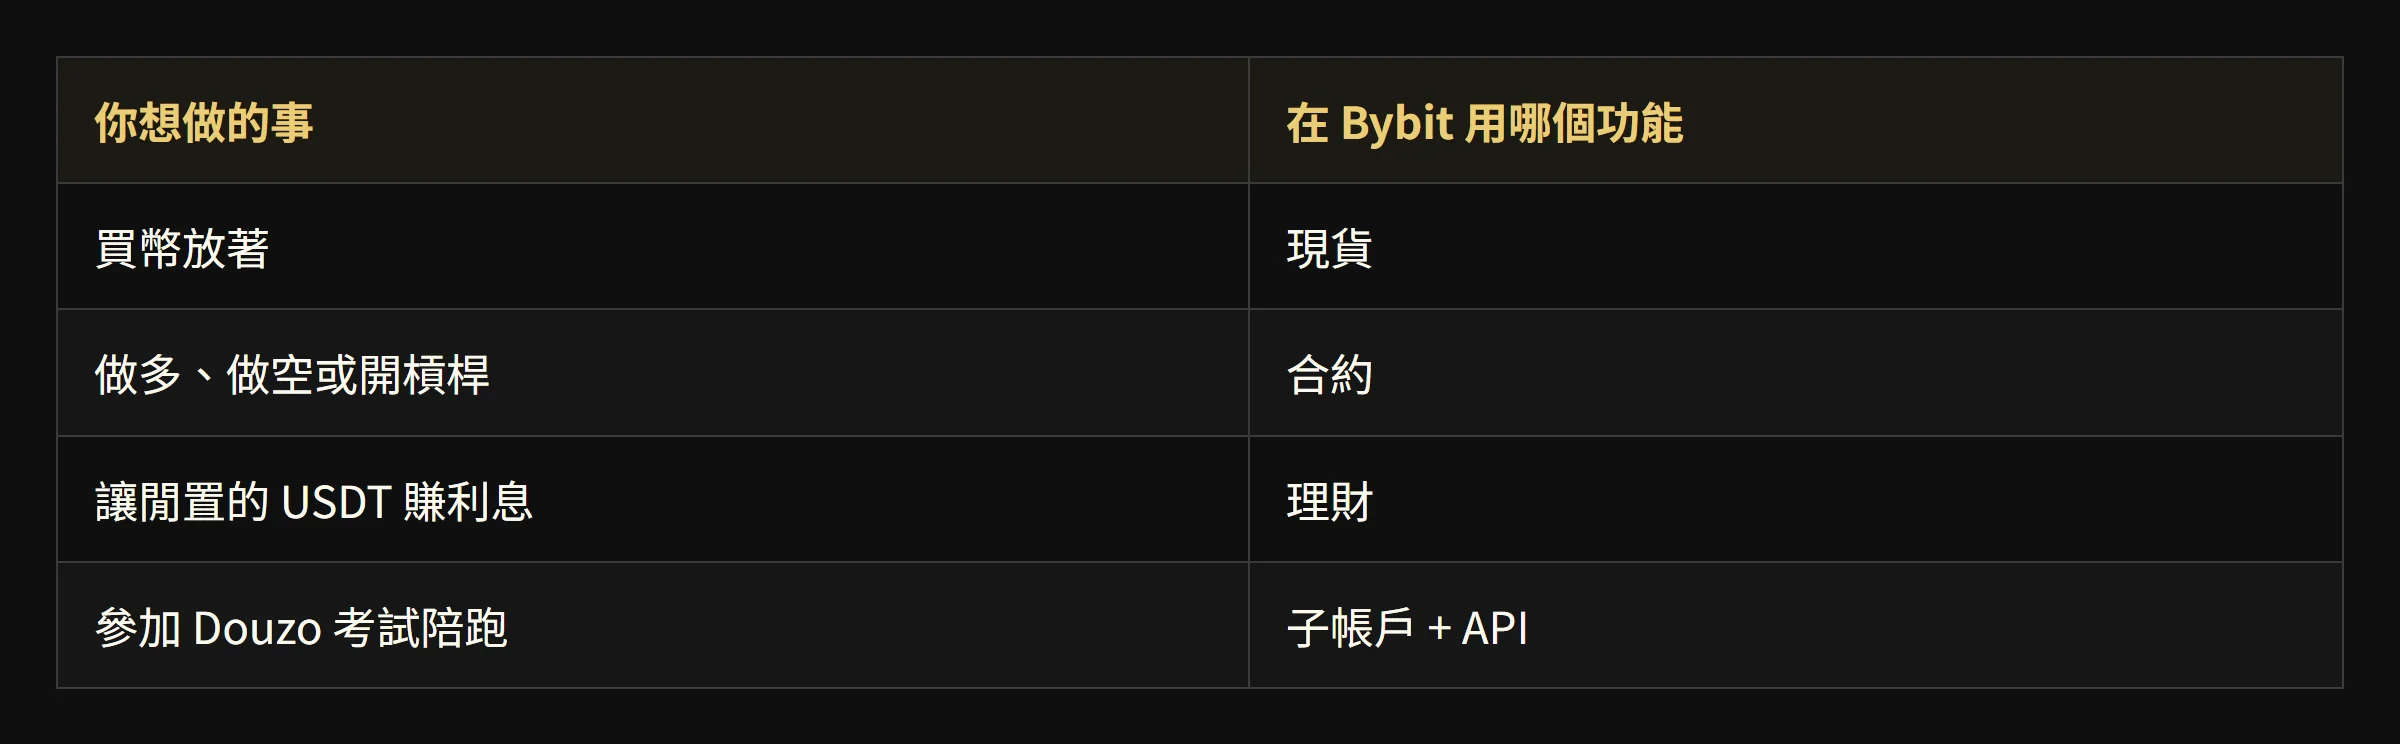 你想做的事
在 Bybit 用哪個功能
買幣放著
現貨
做多、做空或開槓桿
合約
讓閒置的 USDT 賺利息
理財
參加 Douzo 考試陪跑
子帳戶 + API